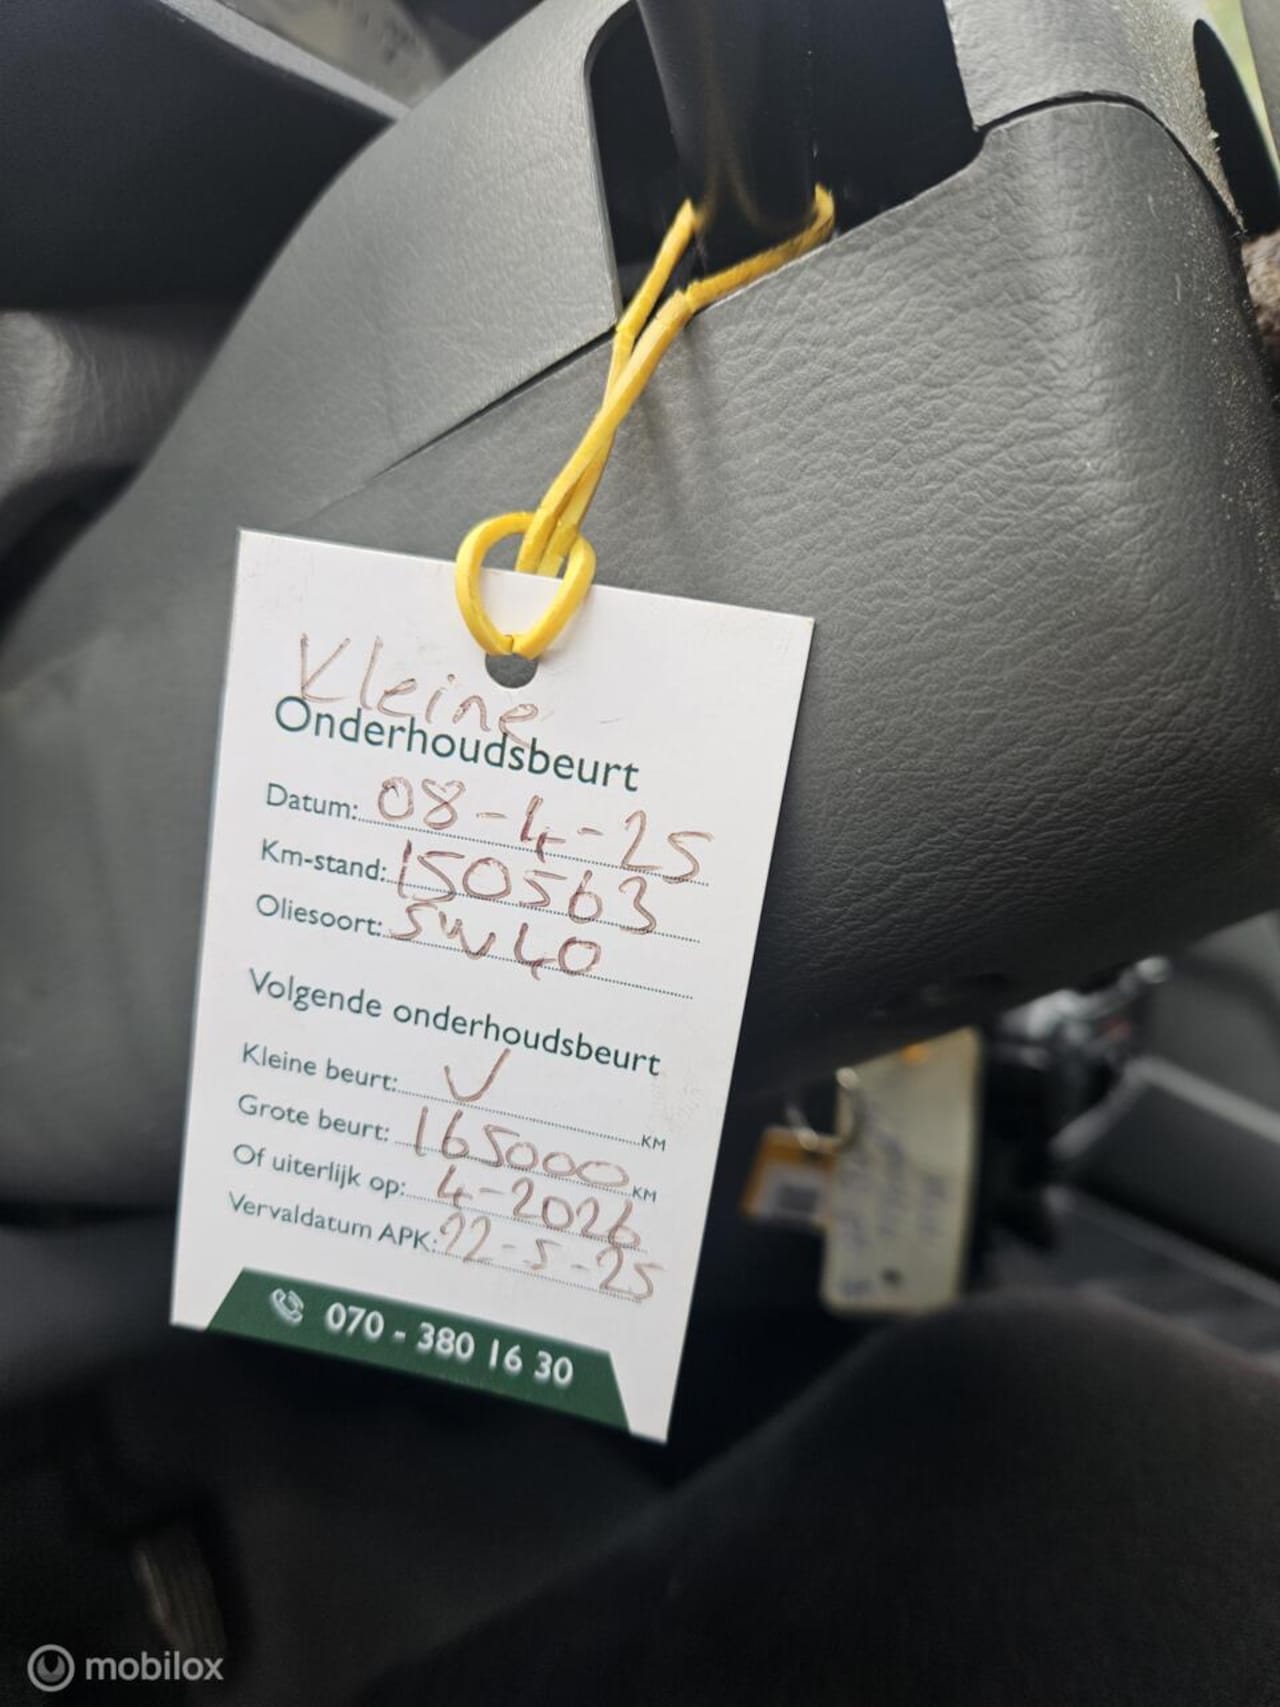 Kleine
Onderhoudsbeurt
Datum: 08-4-25
Km-stand: 150563
Oliesoort: 5W40
Volgende onderhoudsbeurt
Kleine beurt: V KM
Grote beurt: 165000 KM
Of uiterlijk op: 4-2026
Vervaldatum APK: 22-5-25
070 - 380 16 30
mobilox